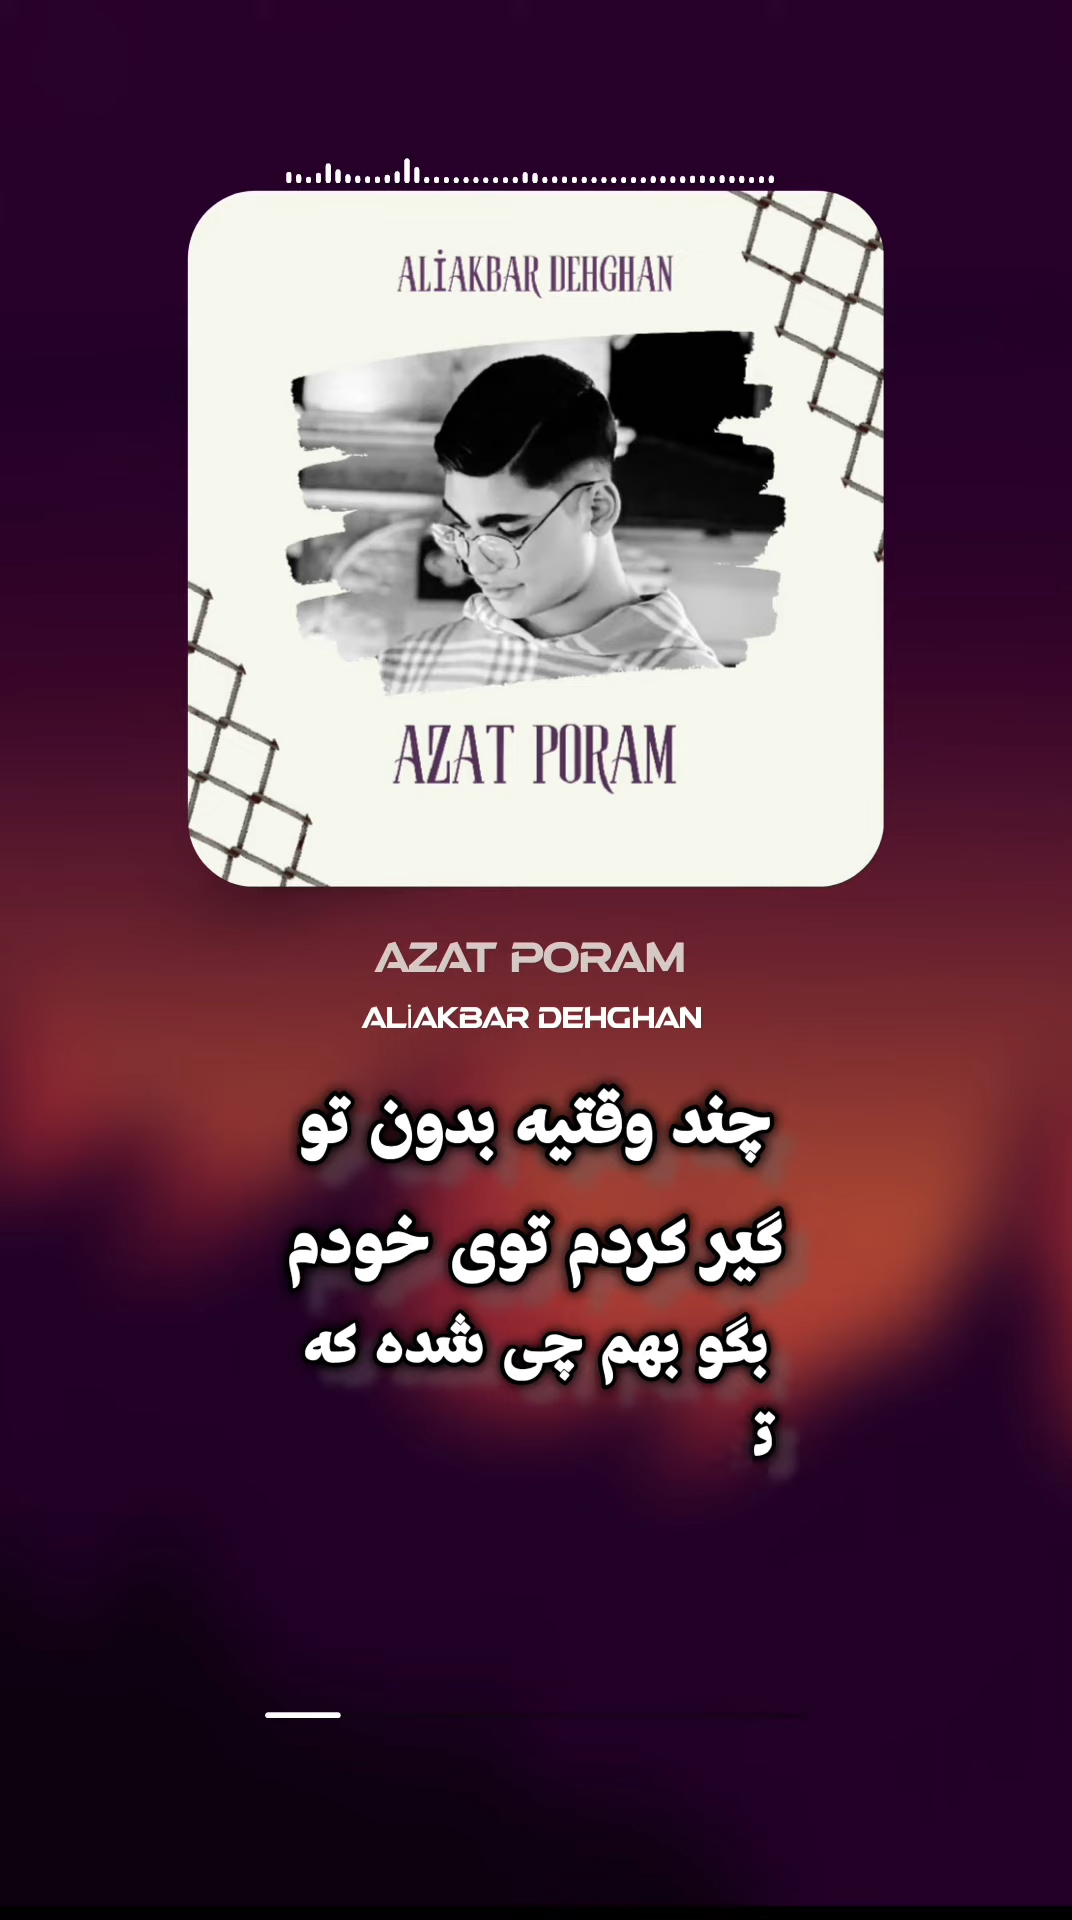 ALİAKBAR DEHGHAN
AZAT PORAM
AZAT PORAM
ALİAKBAR DEHGHAN
چند وقتیه بدون تو
گیر کردم توی خودم
بگو بهم چی شده که
ت